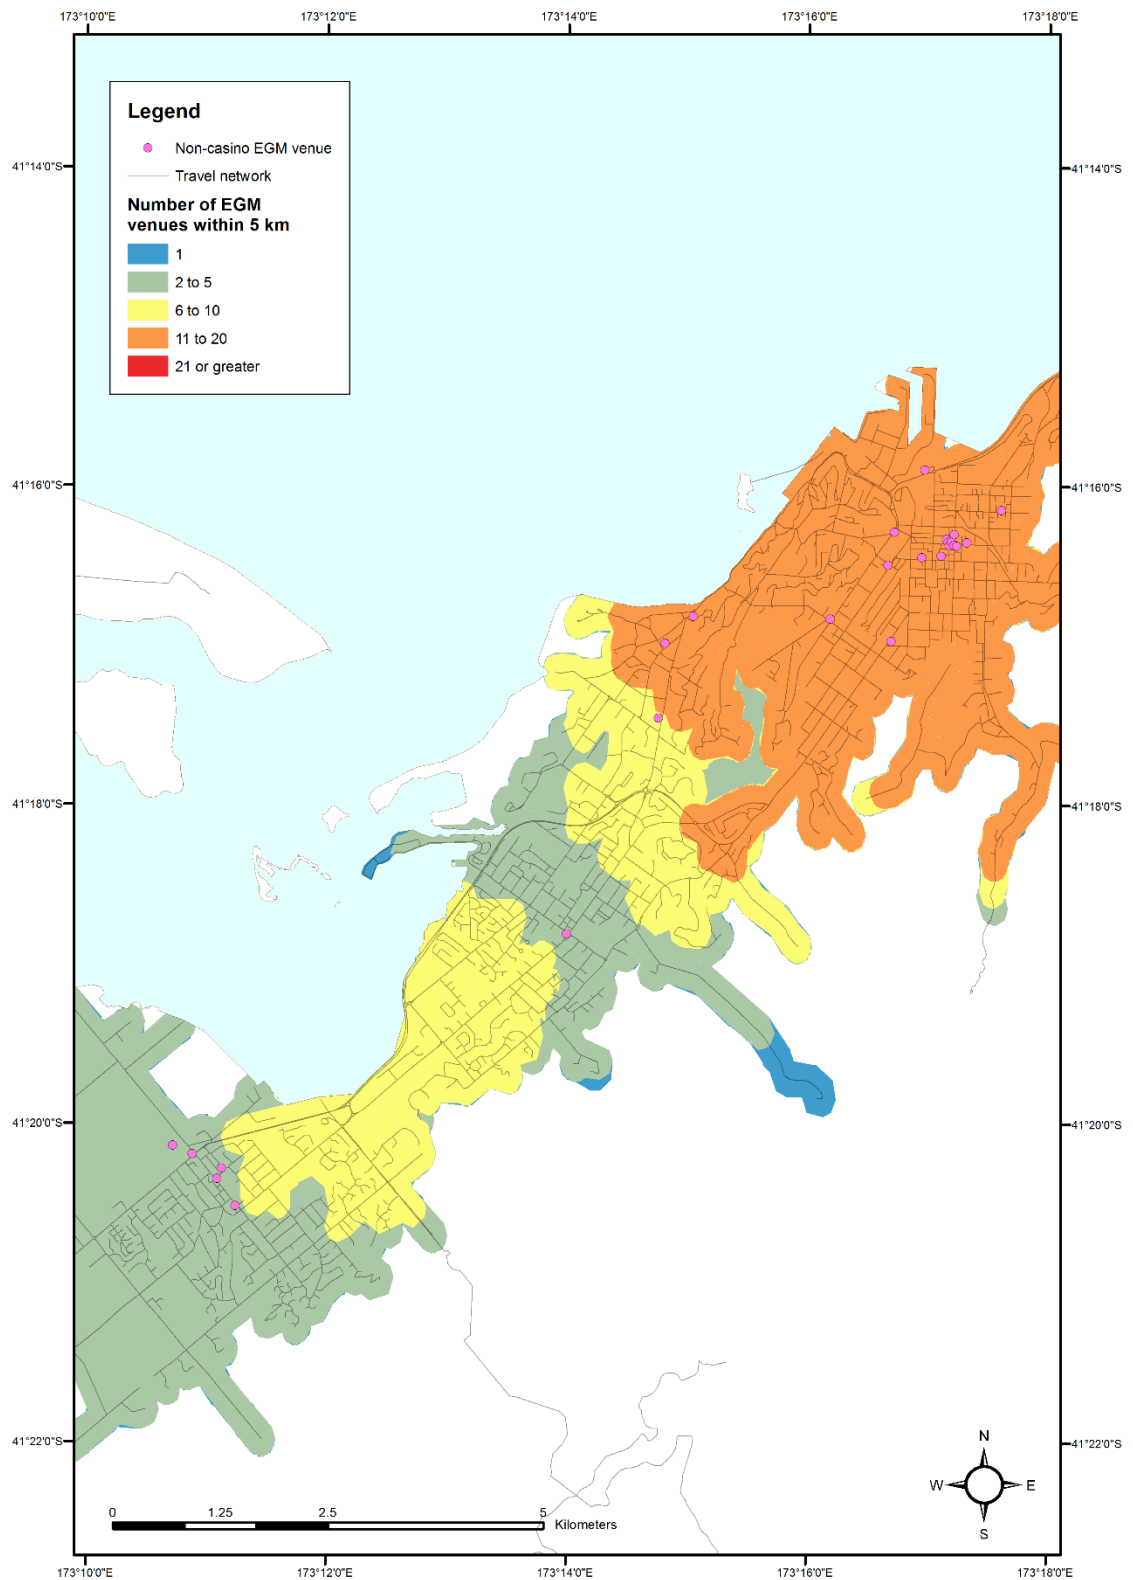 173°10'0"E 173°12'0"E 173°14'0"E 173°16'0"E 173°18'0"E
Legend
Non-casino EGM venue
Travel network
Number of EGM
venues within 5 km
1
2 to 5
6 to 10
11 to 20
21 or greater
41°14'0"S 41°14'0"S
41°16'0"S 41°16'0"S
41°18'0"S 41°18'0"S
41°20'0"S 41°20'0"S
41°22'0"S 41°22'0"S
N
W E
S
0 1.25 2.5 5
Kilometers
173°10'0"E 173°12'0"E 173°14'0"E 173°16'0"E 173°18'0"E